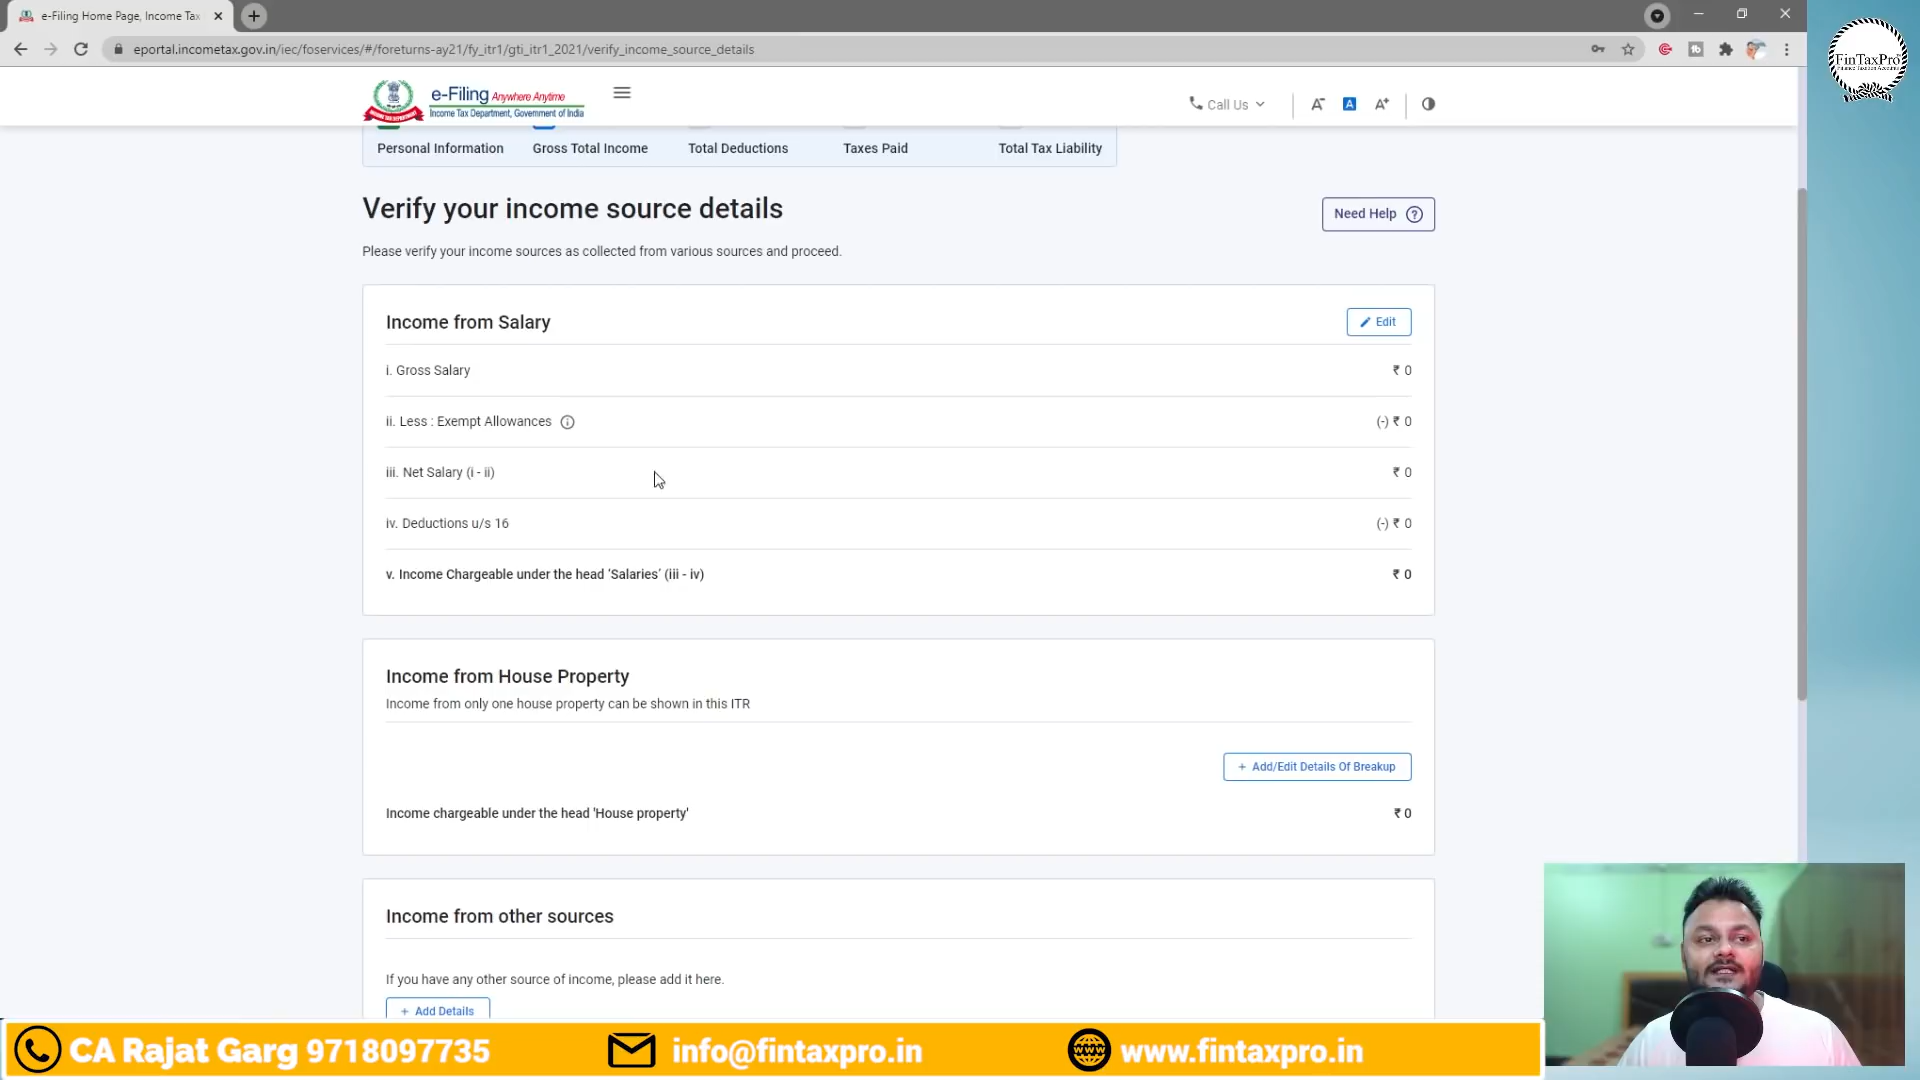 e-Filing Home Page, Income Tax
eportal.incometax.gov.in/iec/foservices/#/foreturns-ay21/fy_itr1/gti_itr1_2021/verify_income_source_details
FinTaxPro
e-Filing Anywhere Anytime
Income Tax Department, Government of India
Call Us
A-
A
A+
Personal Information
Gross Total Income
Total Deductions
Taxes Paid
Total Tax Liability
Verify your income source details
Need Help ?
Please verify your income sources as collected from various sources and proceed.
Income from Salary
Edit
i. Gross Salary ₹ 0
ii. Less : Exempt Allowances (-) ₹ 0
iii. Net Salary (i - ii) ₹ 0
iv. Deductions u/s 16 (-) ₹ 0
v. Income Chargeable under the head ‘Salaries’ (iii - iv) ₹ 0
Income from House Property
Income from only one house property can be shown in this ITR
+ Add/Edit Details Of Breakup
Income chargeable under the head 'House property' ₹ 0
Income from other sources
If you have any other source of income, please add it here.
+ Add Details
CA Rajat Garg 9718097735
info@fintaxpro.in
www.fintaxpro.in